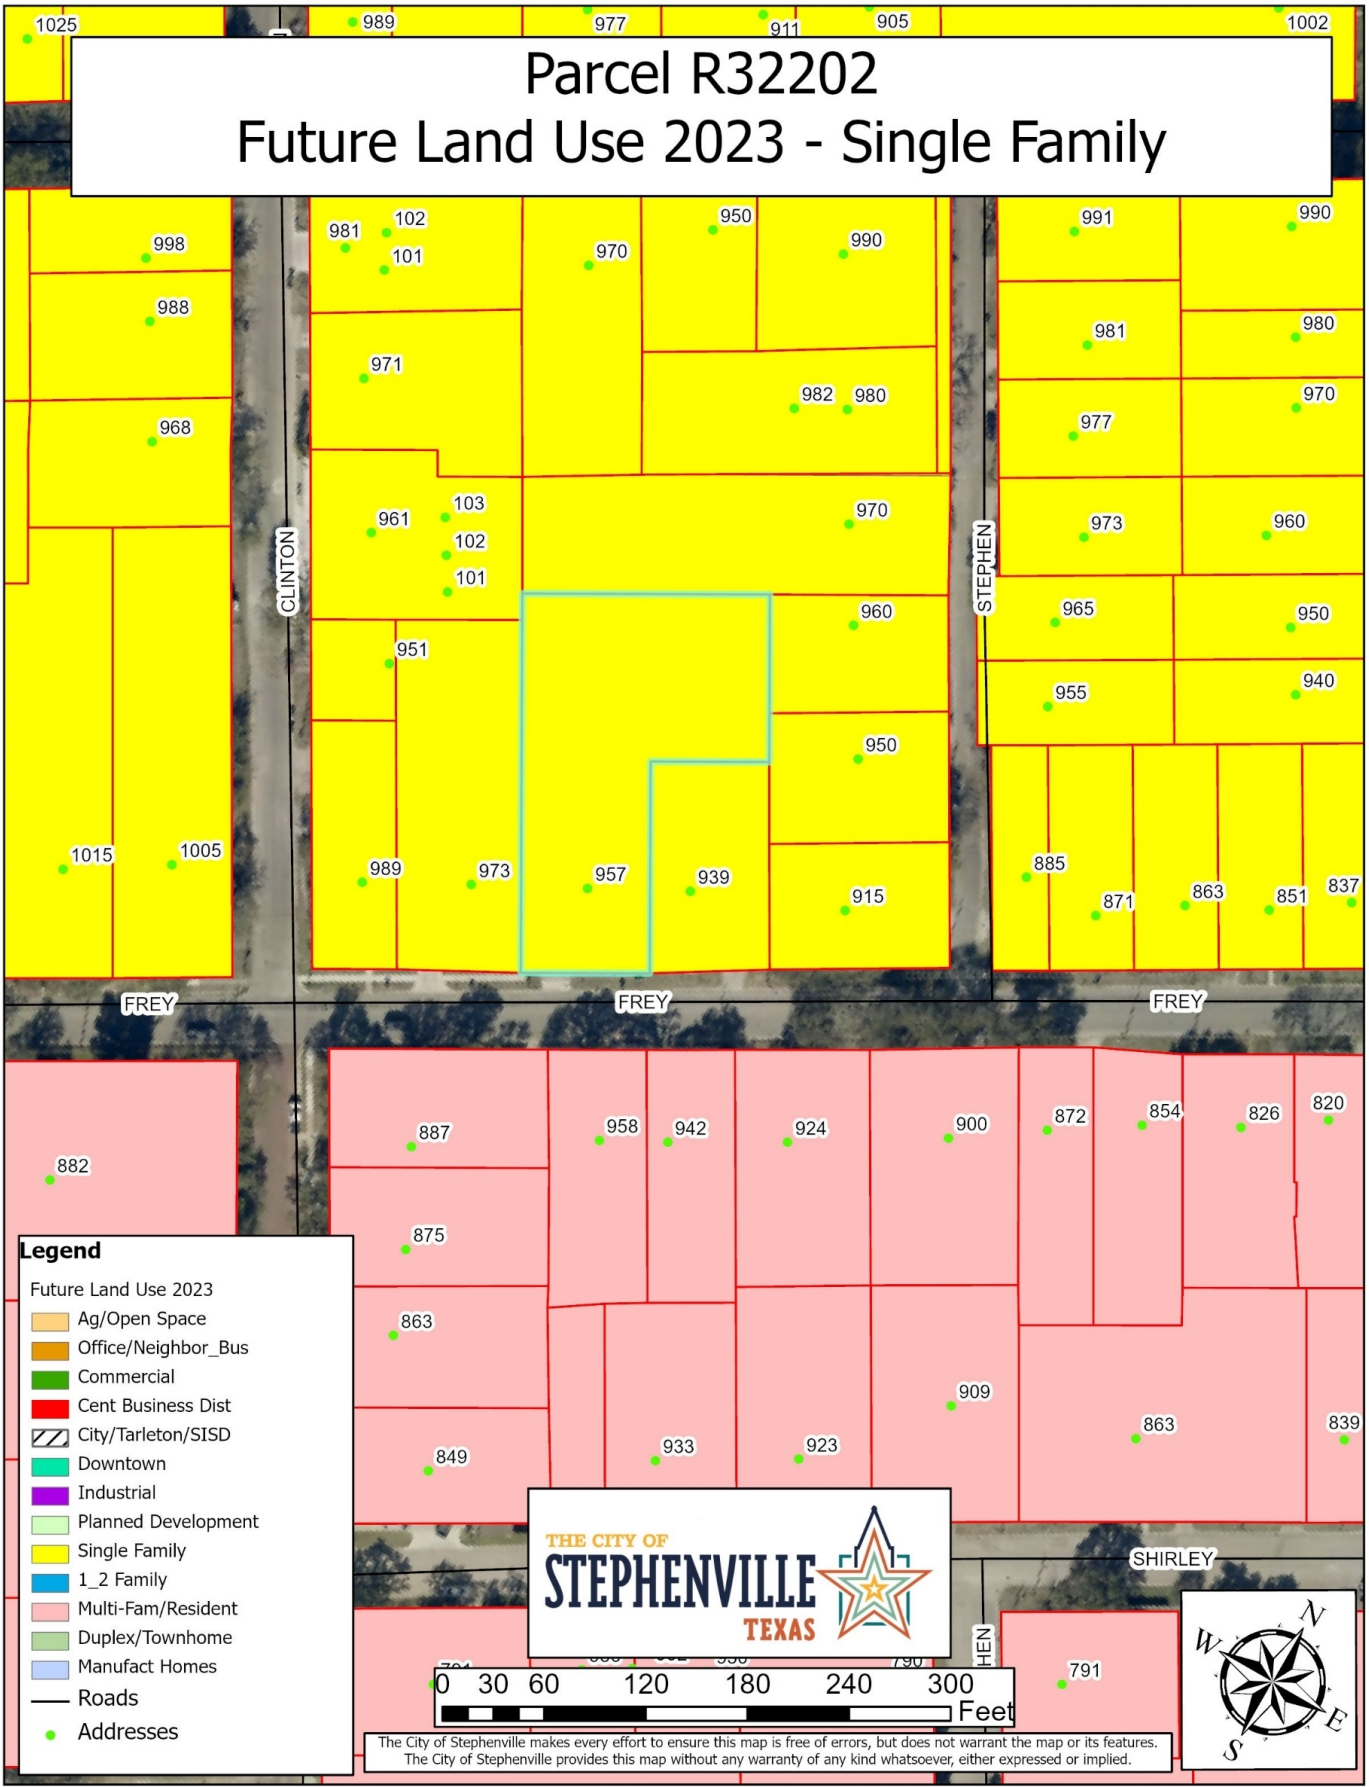 1025
989
977
911
905
1002
Parcel R32202
Future Land Use 2023 - Single Family
998
981
102
101
970
950
990
991
990
988
971
982
980
981
980
968
977
970
961
103
102
101
970
973
960
CLINTON
STEPHEN
951
960
965
950
955
940
950
1015
1005
989
973
957
939
915
885
871
863
851
837
FREY
FREY
FREY
882
887
958
942
924
900
872
854
826
820
875
863
849
933
923
909
863
839
Legend
Future Land Use 2023
Ag/Open Space
Office/Neighbor_Bus
Commercial
Cent Business Dist
City/Tarleton/SISD
Downtown
Industrial
Planned Development
Single Family
1_2 Family
Multi-Fam/Resident
Duplex/Townhome
Manufact Homes
Roads
Addresses
THE CITY OF
STEPHENVILLE
TEXAS
SHIRLEY
HEN
791
790
0 30 60 120 180 240 300
Feet
N
W
E
S
The City of Stephenville makes every effort to ensure this map is free of errors, but does not warrant the map or its features.
The City of Stephenville provides this map without any warranty of any kind whatsoever, either expressed or implied.